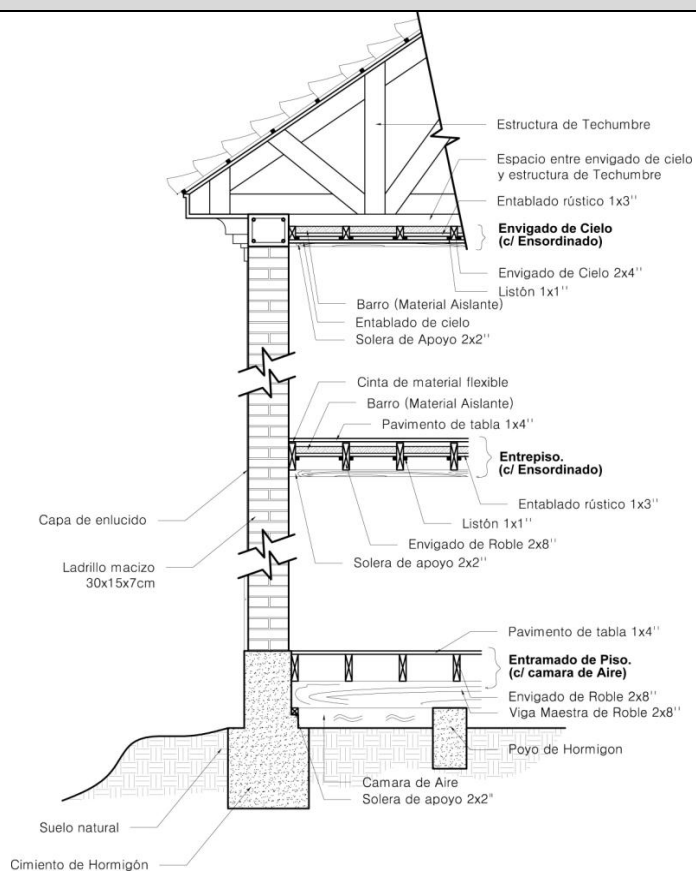 Estructura de Techumbre
Espacio entre envigado de cielo
y estructura de Techumbre
Entablado rústico 1x3''
Envigado de Cielo
(c/ Ensordinado)
Envigado de Cielo 2x4''
Listón 1x1''
Barro (Material Aislante)
Entablado de cielo
Solera de Apoyo 2x2''
Cinta de material flexible
Barro (Material Aislante)
Pavimento de tabla 1x4''
Entrepiso.
(c/ Ensordinado)
Entablado rústico 1x3''
Listón 1x1''
Envigado de Roble 2x8''
Solera de apoyo 2x2''
Capa de enlucido
Ladrillo macizo
30x15x7cm
Pavimento de tabla 1x4''
Entramado de Piso.
(c/ camara de Aire)
Envigado de Roble 2x8''
Viga Maestra de Roble 2x8''
Poyo de Hormigon
Camara de Aire
Solera de apoyo 2x2"
Suelo natural
Cimiento de Hormigón